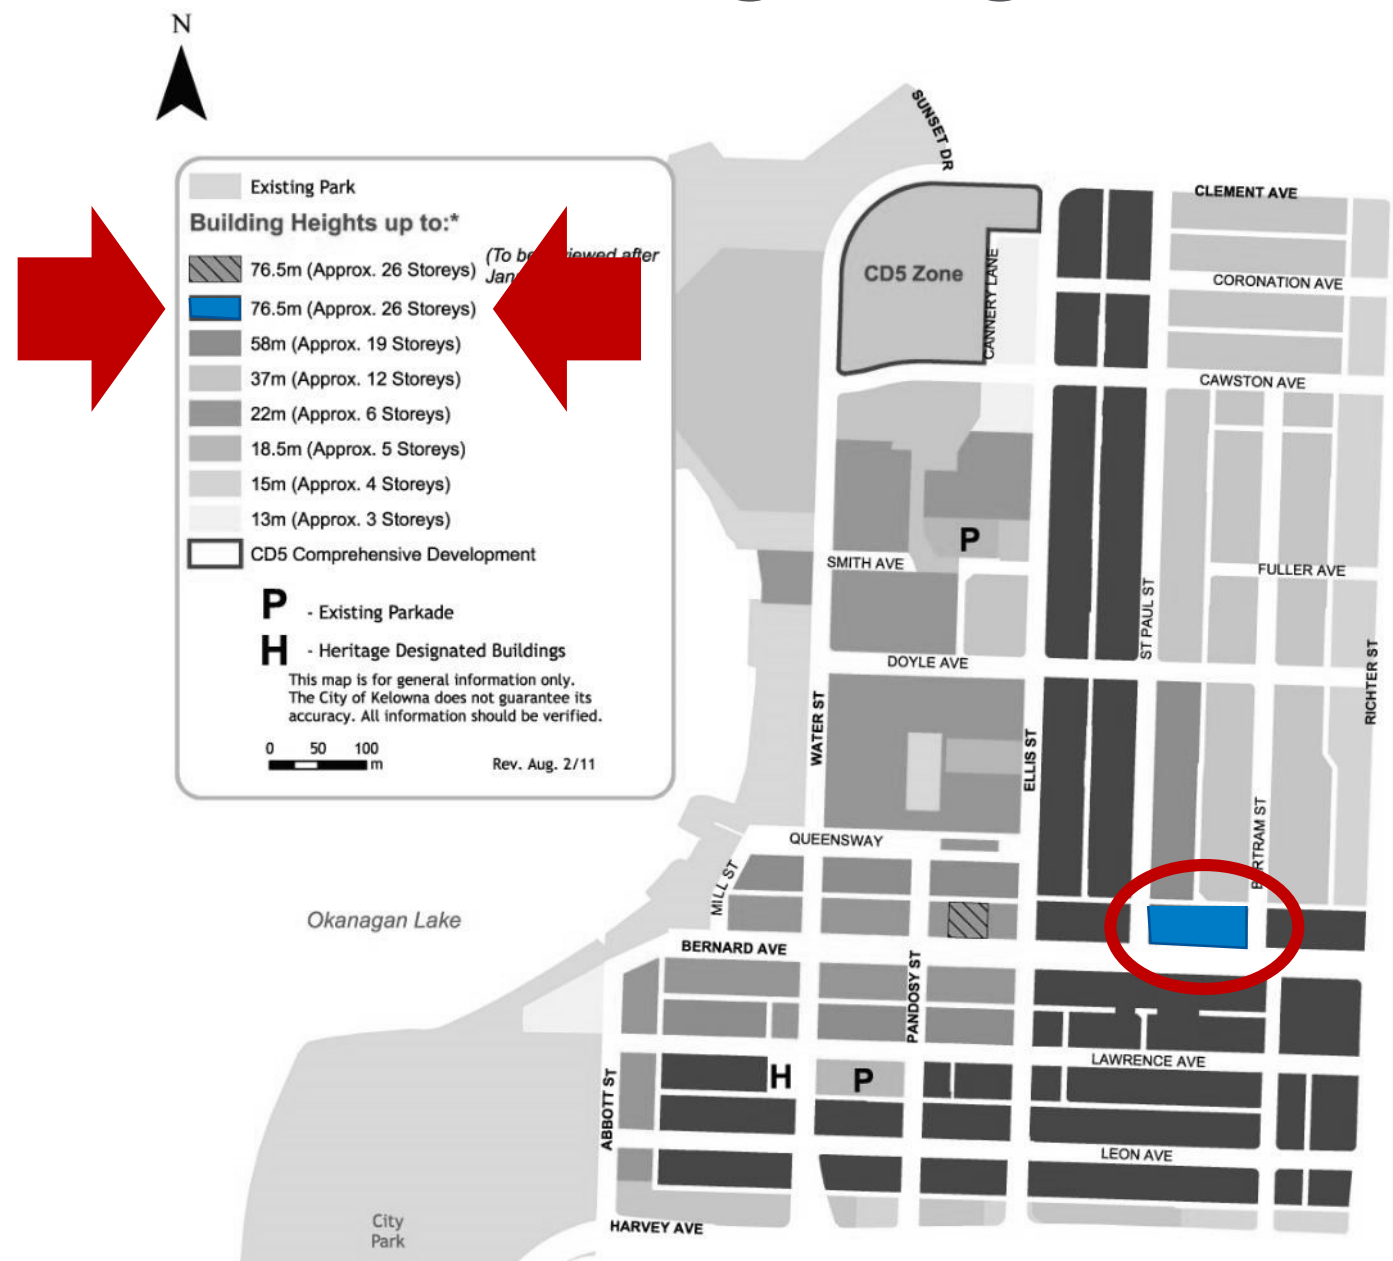 N
Existing Park
Building Heights up to:*
76.5m (Approx. 26 Storeys)
(To be
after
76.5m (Approx. 26 Storeys)
58m (Approx. 19 Storeys)
37m (Approx. 12 Storeys)
22m (Approx. 6 Storeys)
18.5m (Approx. 5 Storeys)
15m (Approx. 4 Storeys)
13m (Approx. 3 Storeys)
CD5 Comprehensive Development
P - Existing Parkade
H - Heritage Designated Buildings
This map is for general information only.
The City of Kelowna does not guarantee its
accuracy. All information should be verified.
0 50 100
m
Rev. Aug. 2/11
SUNSET DR
CLEMENT AVE
CD5 Zone
CANNERY LANE
CORONATION AVE
CAWSTON AVE
P
SMITH AVE
FULLER AVE
ST PAUL ST
DOYLE AVE
RICHTER ST
WATER ST
ELLIS ST
QUEENSWAY
BERTRAM ST
MILL ST
Okanagan Lake
BERNARD AVE
PANDOSY ST
LAWRENCE AVE
H
P
ABBOTT ST
LEON AVE
City
Park
HARVEY AVE